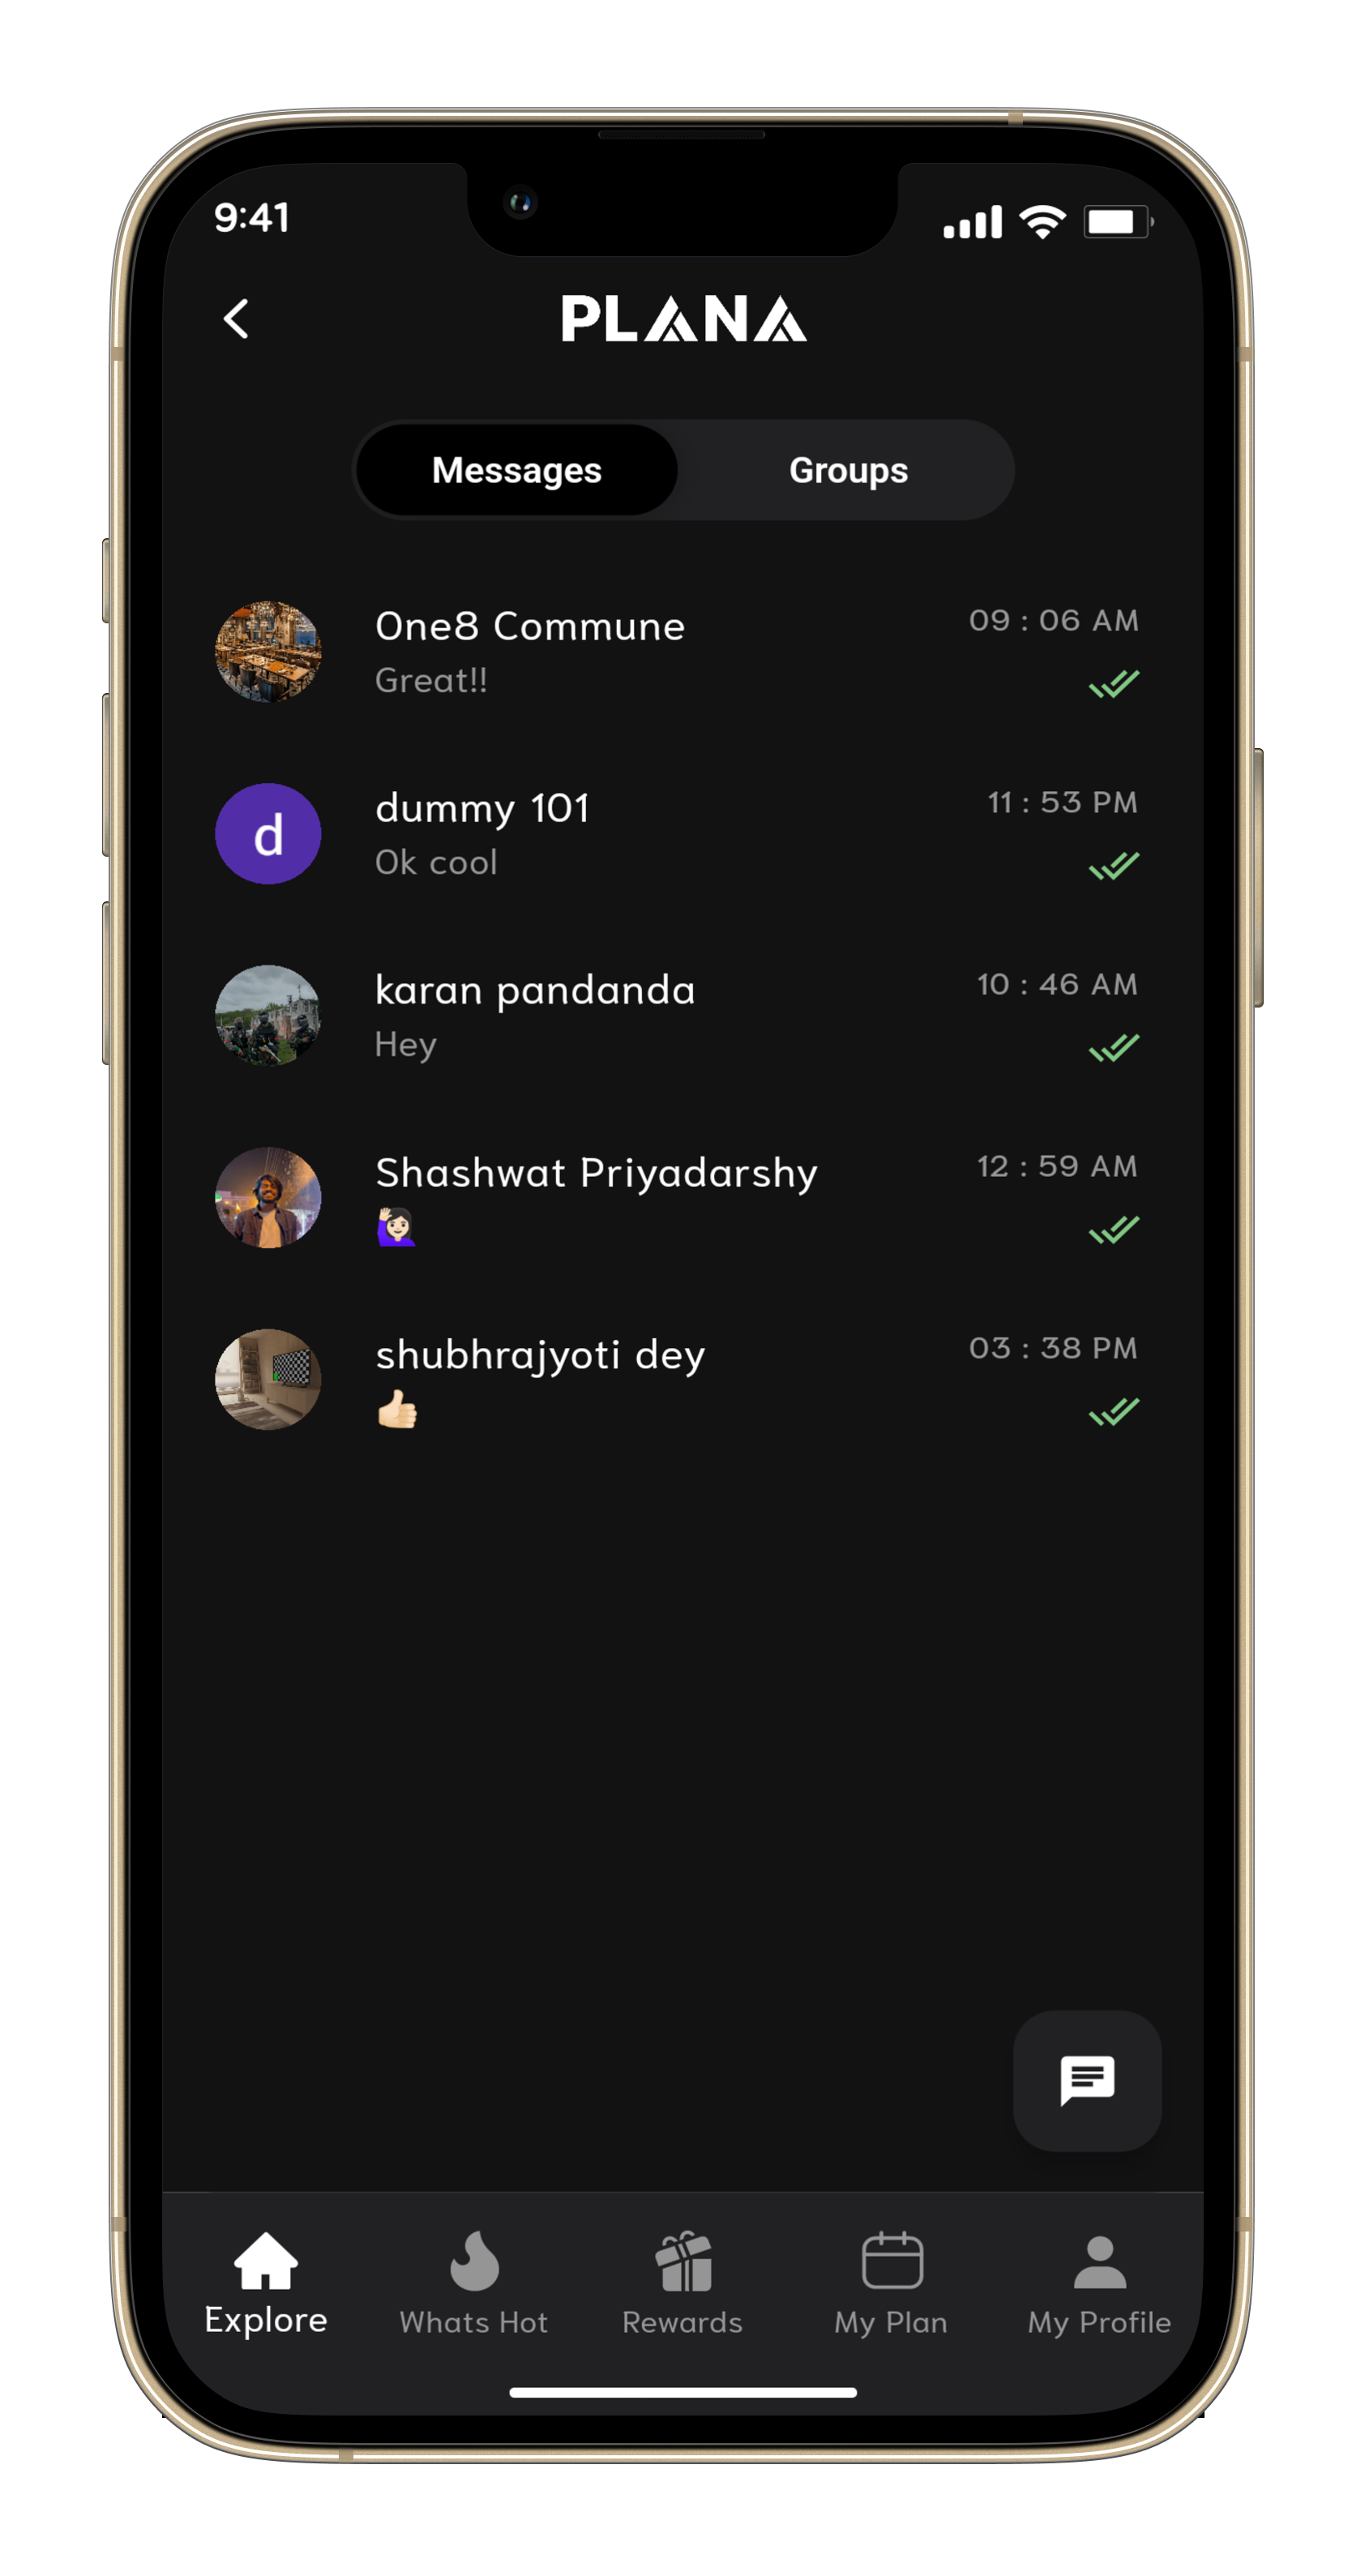 9:41
PLANA
Messages Groups
One8 Commune 09 : 06 AM
Great!!
d
dummy 101 11 : 53 PM
Ok cool
karan pandanda 10 : 46 AM
Hey
Shashwat Priyadarshy 12 : 59 AM
🙋🏻‍♀️
shubhrajyoti dey 03 : 38 PM
👍🏻
Explore Whats Hot Rewards My Plan My Profile